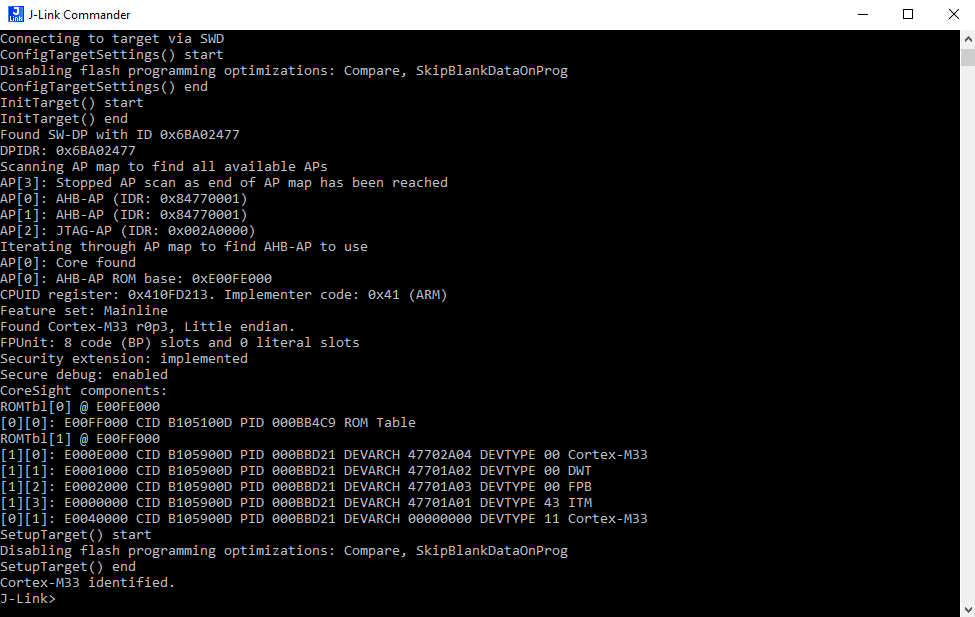 J-Link Commander
Connecting to target via SWD
ConfigTargetSettings() start
Disabling flash programming optimizations: Compare, SkipBlankDataOnProg
ConfigTargetSettings() end
InitTarget() start
InitTarget() end
Found SW-DP with ID 0x6BA02477
DPIDR: 0x6BA02477
Scanning AP map to find all available APs
AP[3]: Stopped AP scan as end of AP map has been reached
AP[0]: AHB-AP (IDR: 0x84770001)
AP[1]: AHB-AP (IDR: 0x84770001)
AP[2]: JTAG-AP (IDR: 0x002A0000)
Iterating through AP map to find AHB-AP to use
AP[0]: Core found
AP[0]: AHB-AP ROM base: 0xE00FE000
CPUID register: 0x410FD213. Implementer code: 0x41 (ARM)
Feature set: Mainline
Found Cortex-M33 r0p3, Little endian.
FPUnit: 8 code (BP) slots and 0 literal slots
Security extension: implemented
Secure debug: enabled
CoreSight components:
ROMTbl[0] @ E00FE000
[0][0]: E00FF000 CID B105100D PID 000BB4C9 ROM Table
ROMTbl[1] @ E00FF000
[1][0]: E000E000 CID B105900D PID 000BBD21 DEVARCH 47702A04 DEVTYPE 00 Cortex-M33
[1][1]: E0001000 CID B105900D PID 000BBD21 DEVARCH 47701A02 DEVTYPE 00 DWT
[1][2]: E0002000 CID B105900D PID 000BBD21 DEVARCH 47701A03 DEVTYPE 00 FPB
[1][3]: E0000000 CID B105900D PID 000BBD21 DEVARCH 47701A01 DEVTYPE 43 ITM
[0][1]: E0040000 CID B105900D PID 000BBD21 DEVARCH 00000000 DEVTYPE 11 Cortex-M33
SetupTarget() start
Disabling flash programming optimizations: Compare, SkipBlankDataOnProg
SetupTarget() end
Cortex-M33 identified.
J-Link>